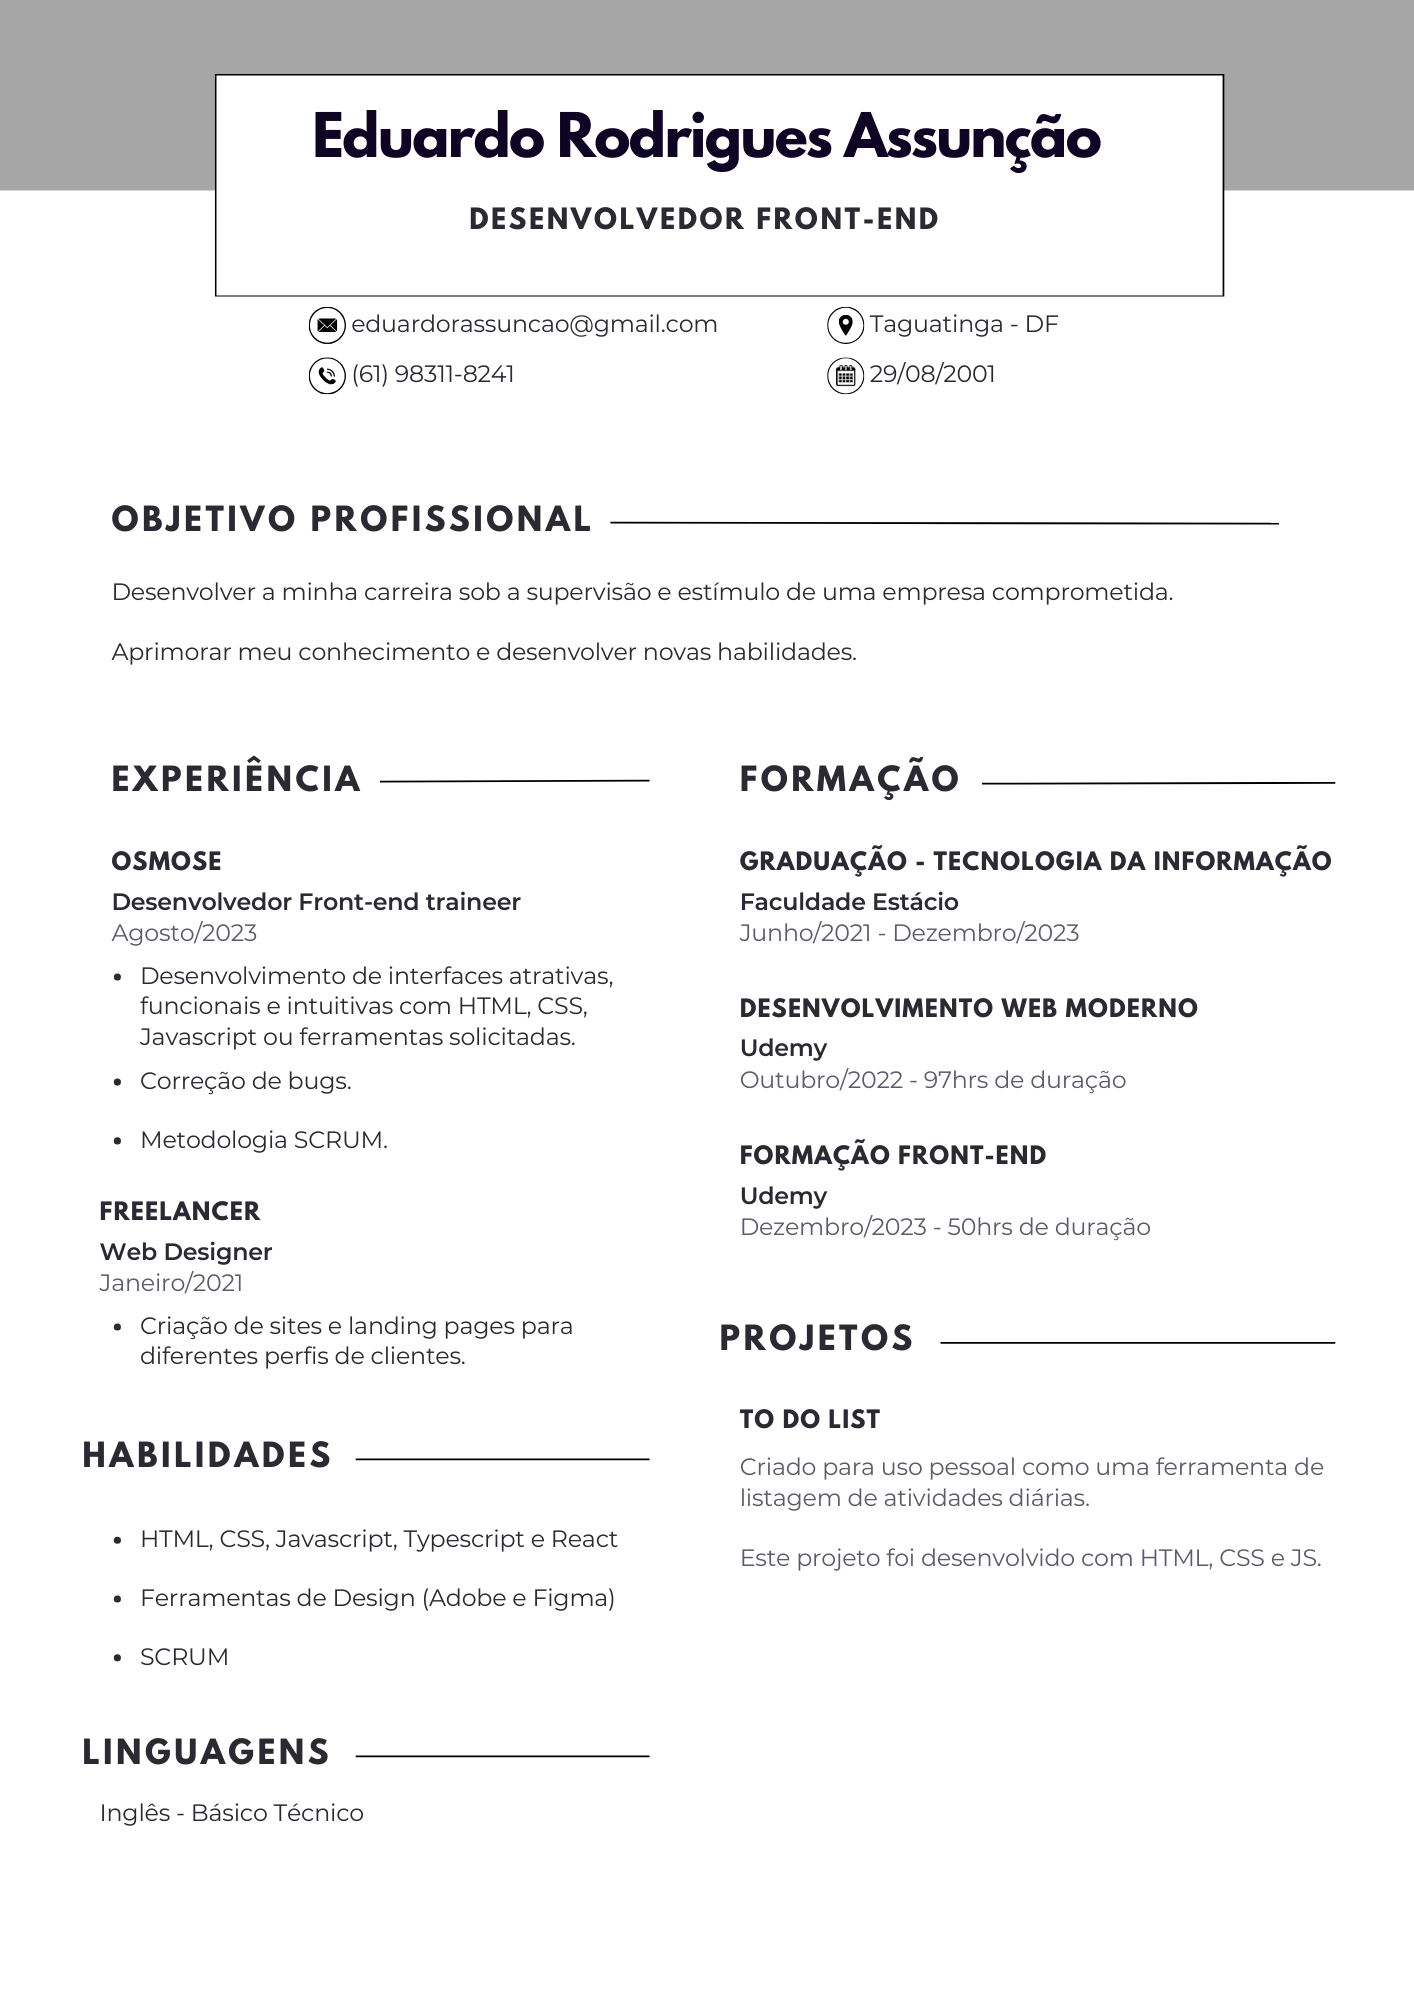 Eduardo Rodrigues Assunção
DESENVOLVEDOR FRONT-END
eduardorassuncao@gmail.com
Taguatinga - DF
(61) 98311-8241
29/08/2001
OBJETIVO PROFISSIONAL
Desenvolver a minha carreira sob a supervisão e estímulo de uma empresa comprometida.
Aprimorar meu conhecimento e desenvolver novas habilidades.
EXPERIÊNCIA
OSMOSE
Desenvolvedor Front-end traineer
Agosto/2023
• Desenvolvimento de interfaces atrativas,
funcionais e intuitivas com HTML, CSS,
Javascript ou ferramentas solicitadas.
• Correção de bugs.
• Metodologia SCRUM.
FREELANCER
Web Designer
Janeiro/2021
• Criação de sites e landing pages para
diferentes perfis de clientes.
HABILIDADES
• HTML, CSS, Javascript, Typescript e React
• Ferramentas de Design (Adobe e Figma)
• SCRUM
LINGUAGENS
Inglês - Básico Técnico
FORMAÇÃO
GRADUAÇÃO - TECNOLOGIA DA INFORMAÇÃO
Faculdade Estácio
Junho/2021 - Dezembro/2023
DESENVOLVIMENTO WEB MODERNO
Udemy
Outubro/2022 - 97hrs de duração
FORMAÇÃO FRONT-END
Udemy
Dezembro/2023 - 50hrs de duração
PROJETOS
TO DO LIST
Criado para uso pessoal como uma ferramenta de
listagem de atividades diárias.
Este projeto foi desenvolvido com HTML, CSS e JS.